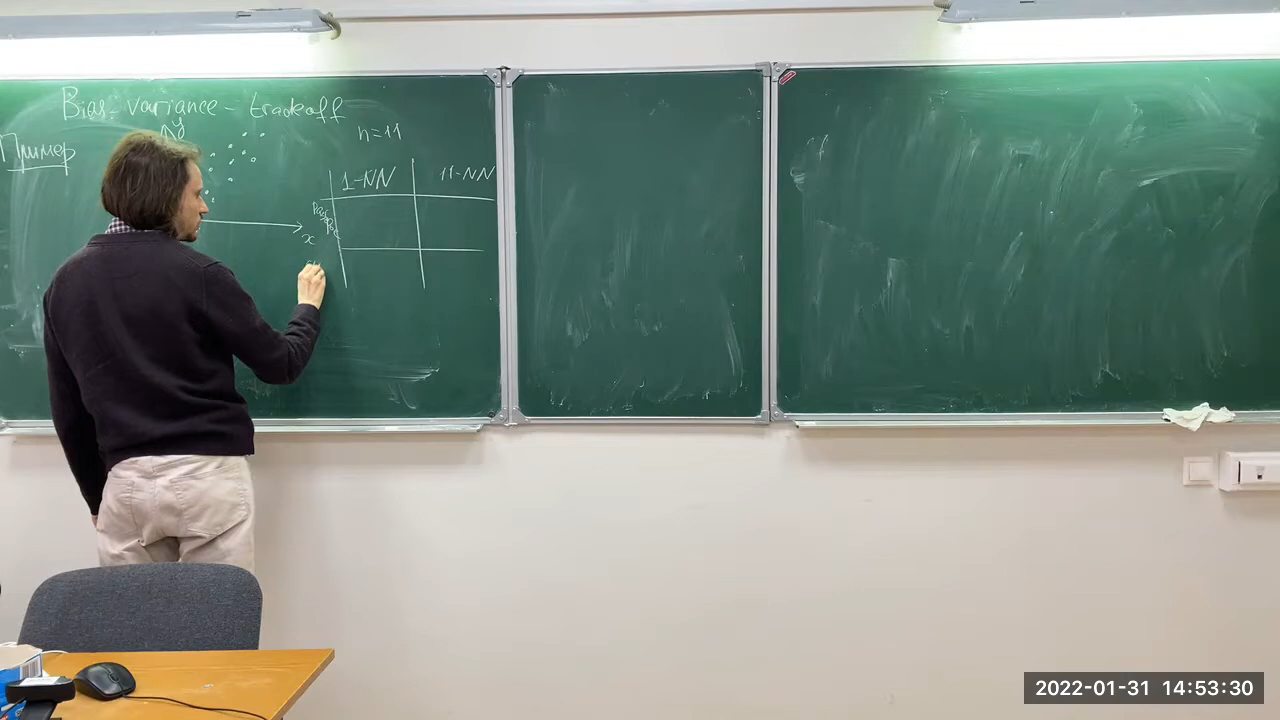 Bias-variance-tradeoff
Пример
y
n=11
x
1-NN 11-NN
2022-01-31 14:53:30